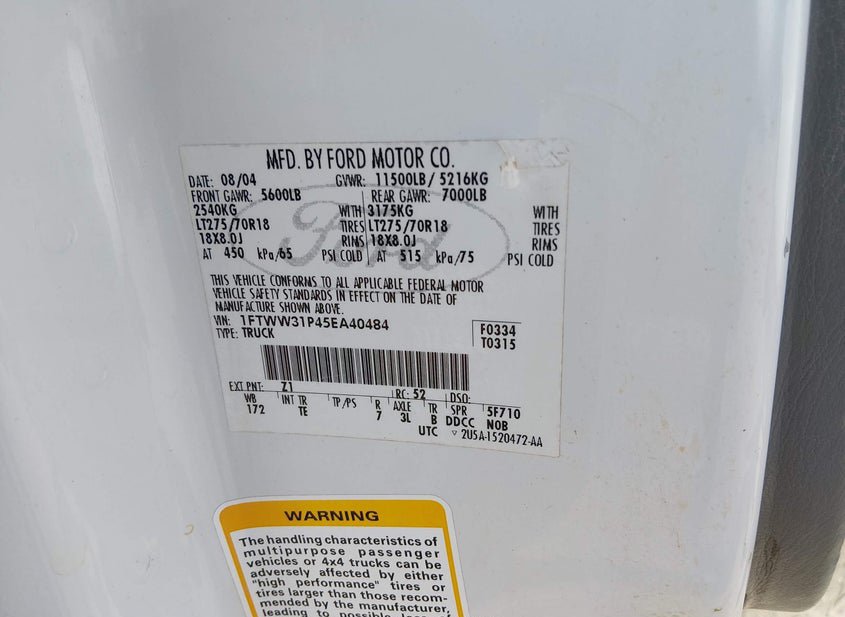 MFD. BY FORD MOTOR CO.
DATE: 08/04 GVWR: 11500LB/ 5216KG
FRONT GAWR: 5600LB REAR GAWR: 7000LB
2540KG WITH 3175KG WITH
LT275/70R18 TIRES LT275/70R18 TIRES
18X8.0J RIMS 18X8.0J RIMS
AT 450 kPa/65 PSI COLD AT 515 kPa/75 PSI COLD
Ford
THIS VEHICLE CONFORMS TO ALL APPLICABLE FEDERAL MOTOR
VEHICLE SAFETY STANDARDS IN EFFECT ON THE DATE OF
MANUFACTURE SHOWN ABOVE.
VIN: 1FTWW31P45EA40484 F0334
TYPE: TRUCK T0315
EXT PNT: Z1 RC: 52 DSO:
WB INT TR TP/PS R AXLE TR SPR 5F710
172 TE 7 3L B DDCC NOB
UTC ▽ 2U5A-1520472-AA
WARNING
The handling characteristics of
multipurpose passenger
vehicles or 4x4 trucks can be
adversely affected by either
"high performance" tires or
tires larger than those recom-
mended by the manufacturer,
leading to possible loss of